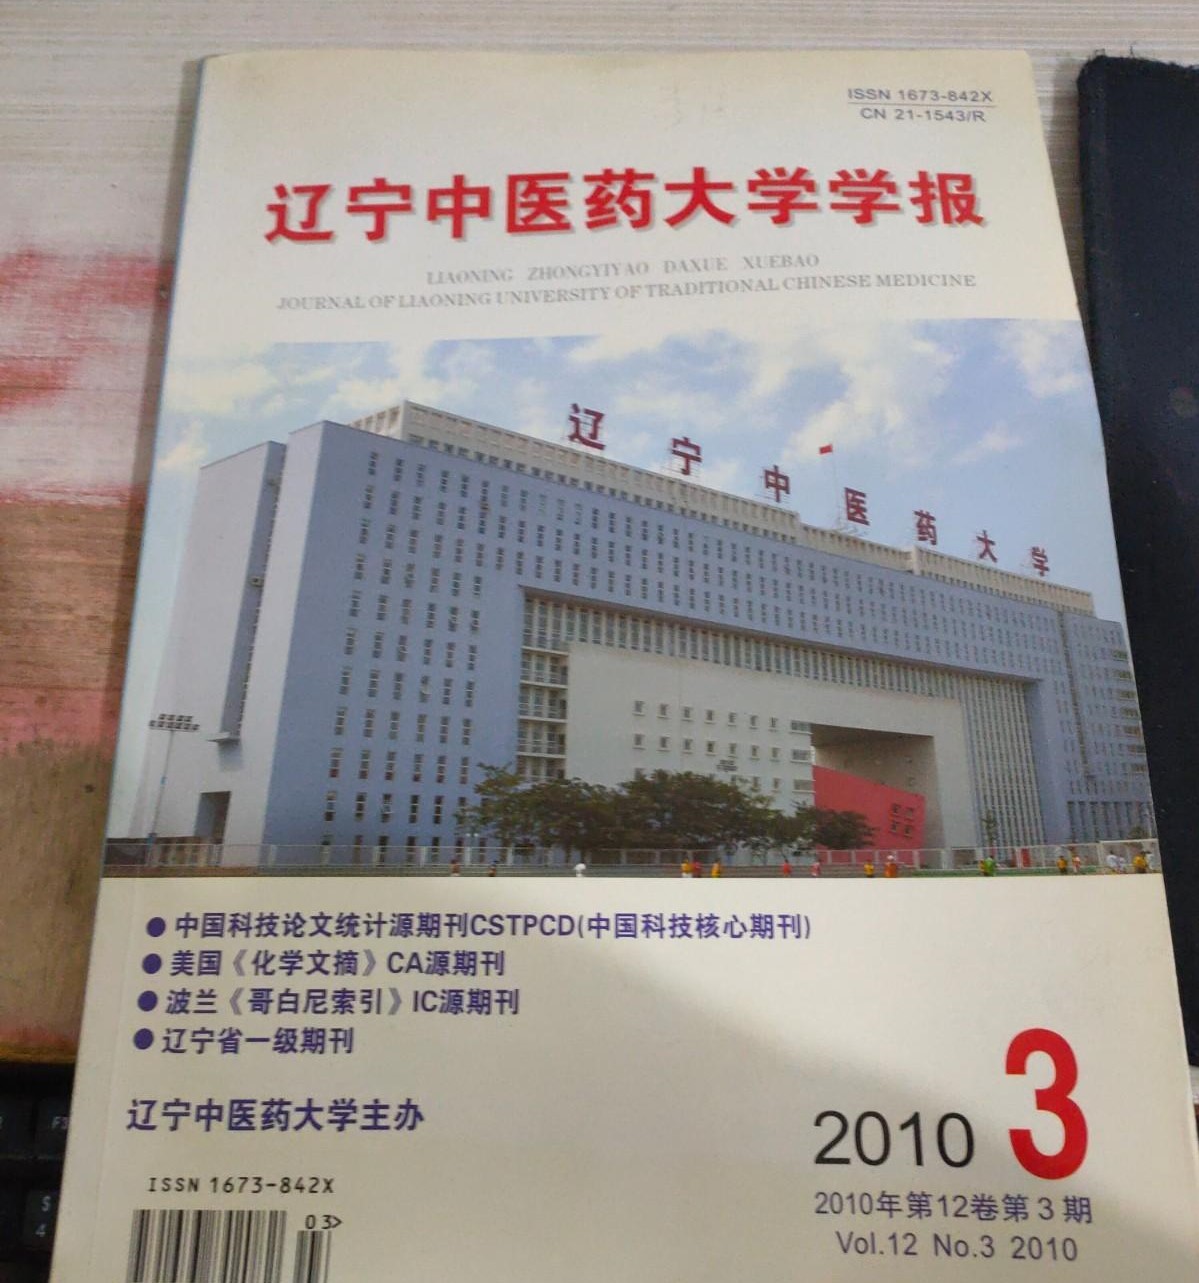 ISSN 1673-842X
CN 21-1543/R
辽宁中医药大学学报
LIAONING ZHONGYIYAO DAXUE XUEBAO
JOURNAL OF LIAONING UNIVERSITY OF TRADITIONAL CHINESE MEDICINE
辽宁中医药大学
● 中国科技论文统计源期刊CSTPCD(中国科技核心期刊)
● 美国《化学文摘》CA源期刊
● 波兰《哥白尼索引》IC源期刊
● 辽宁省一级期刊
辽宁中医药大学主办
2010 3
2010年第12卷第3期
Vol.12 No.3 2010
ISSN 1673-842X
03>
S
4